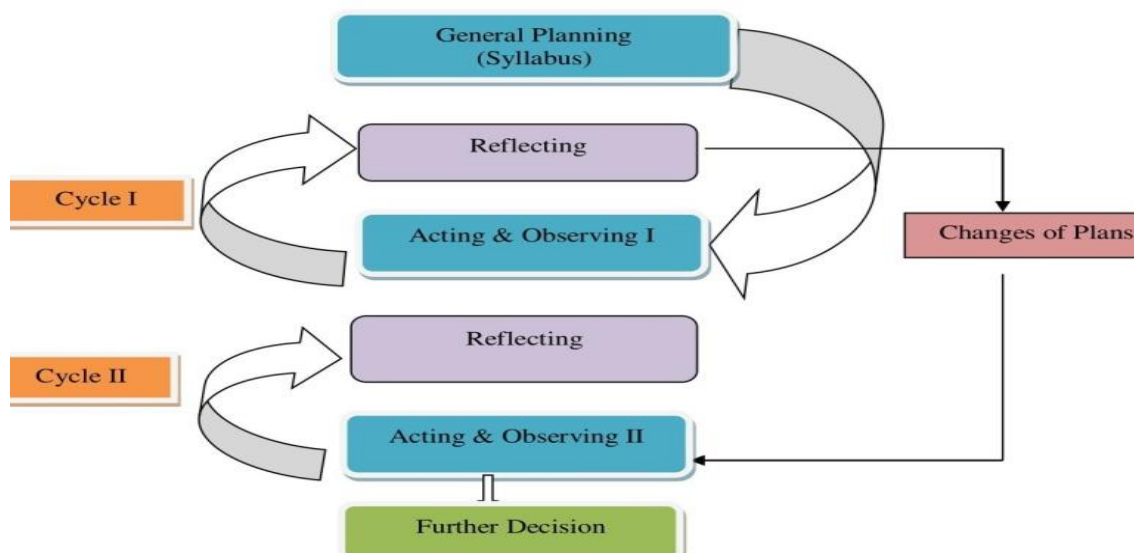 General Planning
(Syllabus)
Reflecting
Cycle I
Acting & Observing I
Changes of Plans
Reflecting
Cycle II
Acting & Observing II
Further Decision